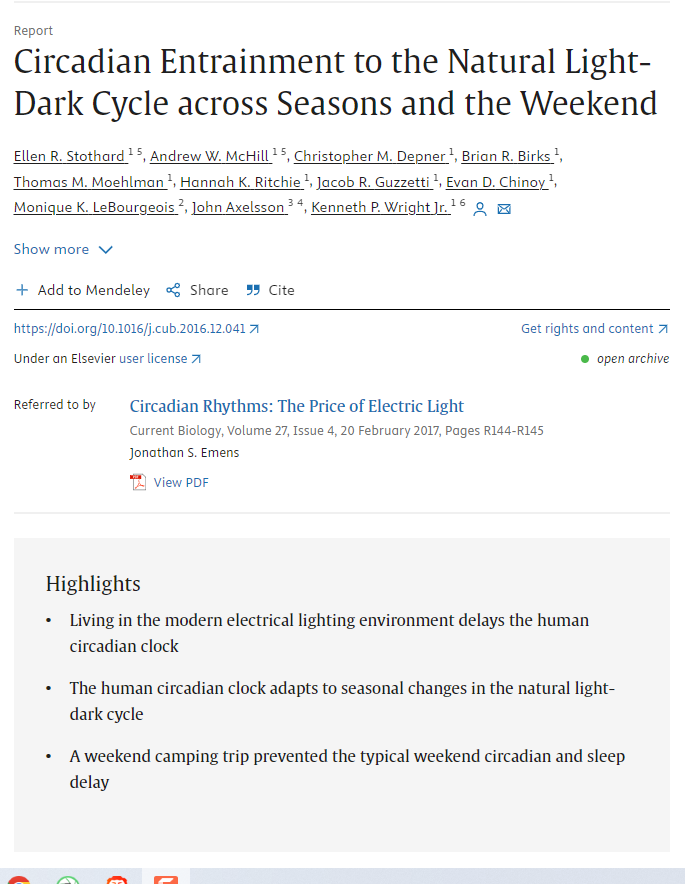 Report
Circadian Entrainment to the Natural Light-
Dark Cycle across Seasons and the Weekend
Ellen R. Stothard 1 5, Andrew W. McHill 1 5, Christopher M. Depner 1, Brian R. Birks 1,
Thomas M. Moehlman 1, Hannah K. Ritchie 1, Jacob R. Guzzetti 1, Evan D. Chinoy 1,
Monique K. LeBourgeois 2, John Axelsson 3 4, Kenneth P. Wright Jr. 1 6
Show more
Add to Mendeley Share Cite
https://doi.org/10.1016/j.cub.2016.12.041 Get rights and content
Under an Elsevier user license open archive
Referred to by Circadian Rhythms: The Price of Electric Light
Current Biology, Volume 27, Issue 4, 20 February 2017, Pages R144-R145
Jonathan S. Emens
View PDF
Highlights
• Living in the modern electrical lighting environment delays the human
circadian clock
• The human circadian clock adapts to seasonal changes in the natural light-
dark cycle
• A weekend camping trip prevented the typical weekend circadian and sleep
delay